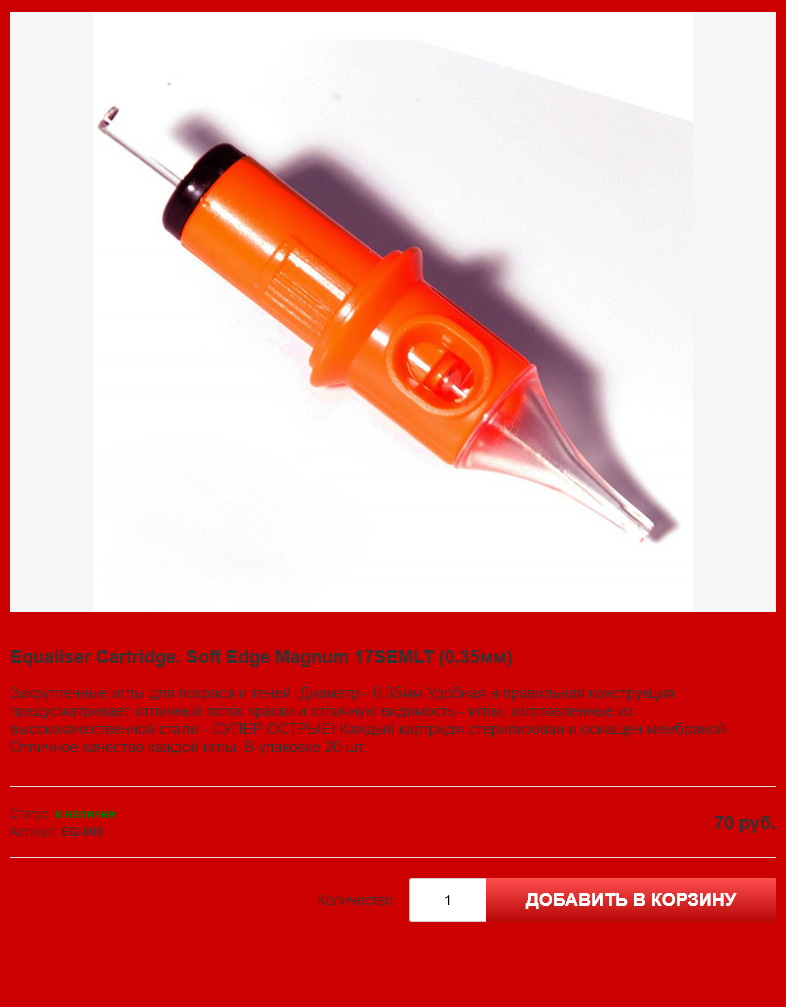 Equaliser Cartridge. Soft Edge Magnum 17SEMLT (0,35мм)
Закругленные иглы для покраса и теней. Диаметр - 0,35мм Удобная и правильная конструкция
предусматривает отличный поток краски и отличную видимость - иглы, изготовленные из
высококачественной стали - СУПЕР ОСТРЫЕ! Каждый картридж стерилизован и оснащен мембраной.
Отличное качество каждой иглы. В упаковке 20 шт.
Статус: в наличии
70 руб.
Артикул: EQ-009
Количество: 1 ДОБАВИТЬ В КОРЗИНУ